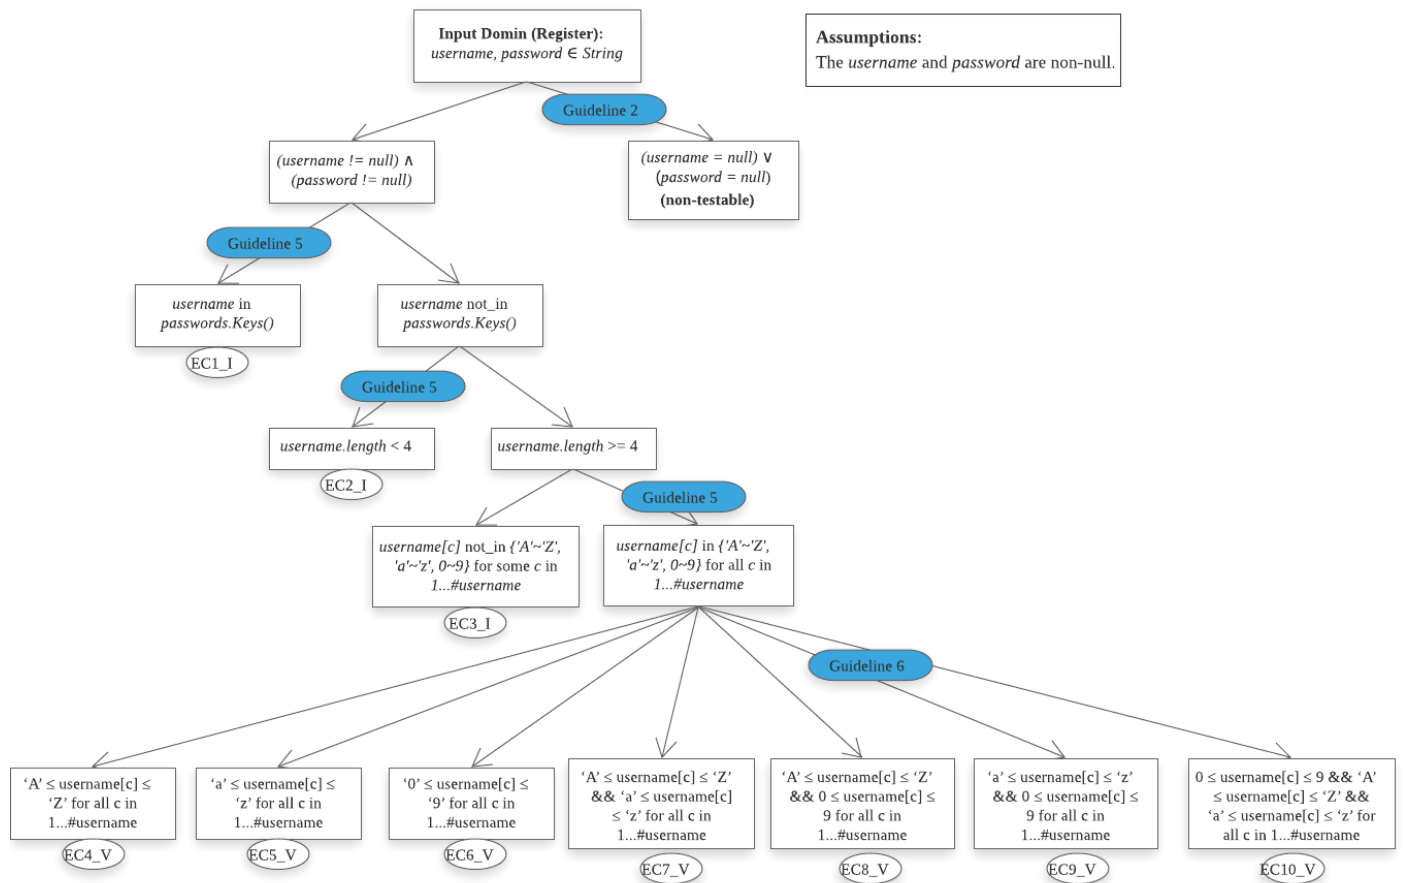 Input Domin (Register):
username, password ∈ String
Assumptions:
The username and password are non-null.
Guideline 2
(username != null) ∧
(password != null)
(username = null) ∨
(password = null)
(non-testable)
Guideline 5
username in
passwords.Keys()
EC1_I
username not_in
passwords.Keys()
Guideline 5
username.length < 4
EC2_I
username.length >= 4
Guideline 5
username[c] not_in {'A'~'Z',
'a'~'z', 0~9} for some c in
1...#username
EC3_I
username[c] in {'A'~'Z',
'a'~'z', 0~9} for all c in
1...#username
Guideline 6
‘A’ ≤ username[c] ≤
‘Z’ for all c in
1...#username
EC4_V
‘a’ ≤ username[c] ≤
‘z’ for all c in
1...#username
EC5_V
‘0’ ≤ username[c] ≤
‘9’ for all c in
1...#username
EC6_V
‘A’ ≤ username[c] ≤ ‘Z’
&& ‘a’ ≤ username[c]
≤ ‘z’ for all c in
1...#username
EC7_V
‘A’ ≤ username[c] ≤ ‘Z’
&& 0 ≤ username[c] ≤
9 for all c in
1...#username
EC8_V
‘a’ ≤ username[c] ≤ ‘z’
&& 0 ≤ username[c] ≤
9 for all c in
1...#username
EC9_V
0 ≤ username[c] ≤ 9 && ‘A’
≤ username[c] ≤ ‘Z’ &&
‘a’ ≤ username[c] ≤ ‘z’ for
all c in 1...#username
EC10_V